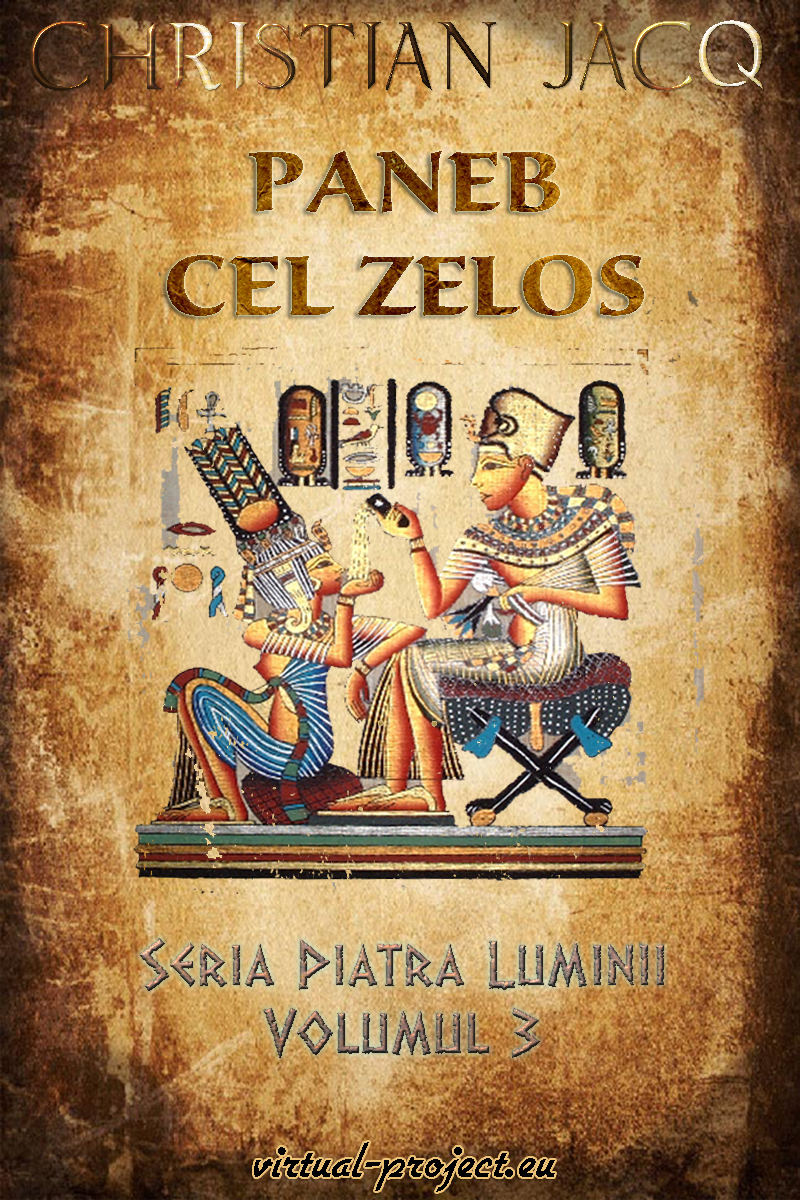 CHRISTIAN JACQ
PANEB
CEL ZELOS
SERIA PIATRA LUMINII
VOLUMUL 3
virtual-project.eu